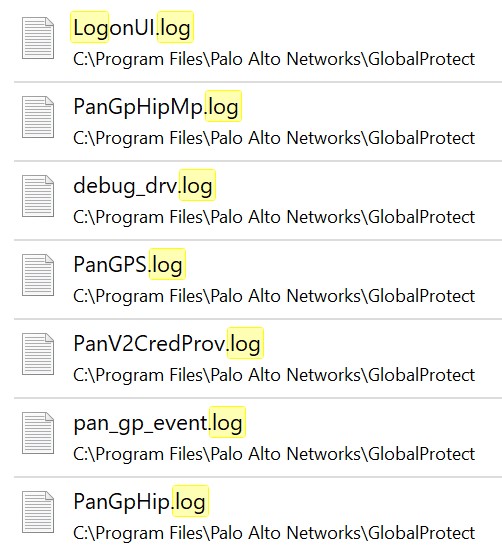 LogonUI.log
C:\Program Files\Palo Alto Networks\GlobalProtect
PanGpHipMp.log
C:\Program Files\Palo Alto Networks\GlobalProtect
debug_drv.log
C:\Program Files\Palo Alto Networks\GlobalProtect
PanGPS.log
C:\Program Files\Palo Alto Networks\GlobalProtect
PanV2CredProv.log
C:\Program Files\Palo Alto Networks\GlobalProtect
pan_gp_event.log
C:\Program Files\Palo Alto Networks\GlobalProtect
PanGpHip.log
C:\Program Files\Palo Alto Networks\GlobalProtect